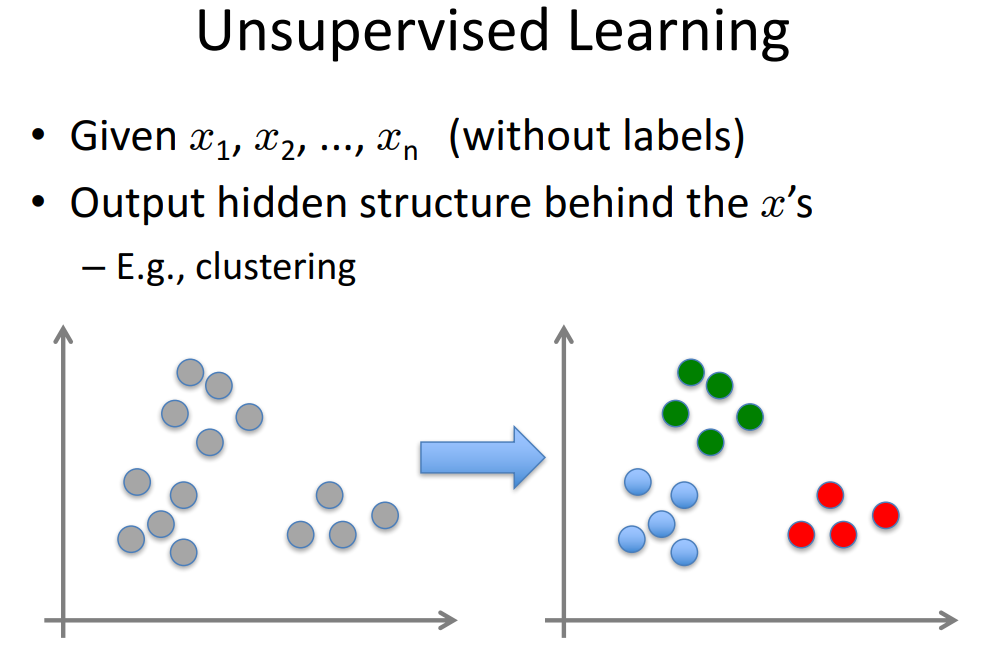 Unsupervised Learning
• Given x₁, x₂, ..., xₙ (without labels)
• Output hidden structure behind the x’s
– E.g., clustering